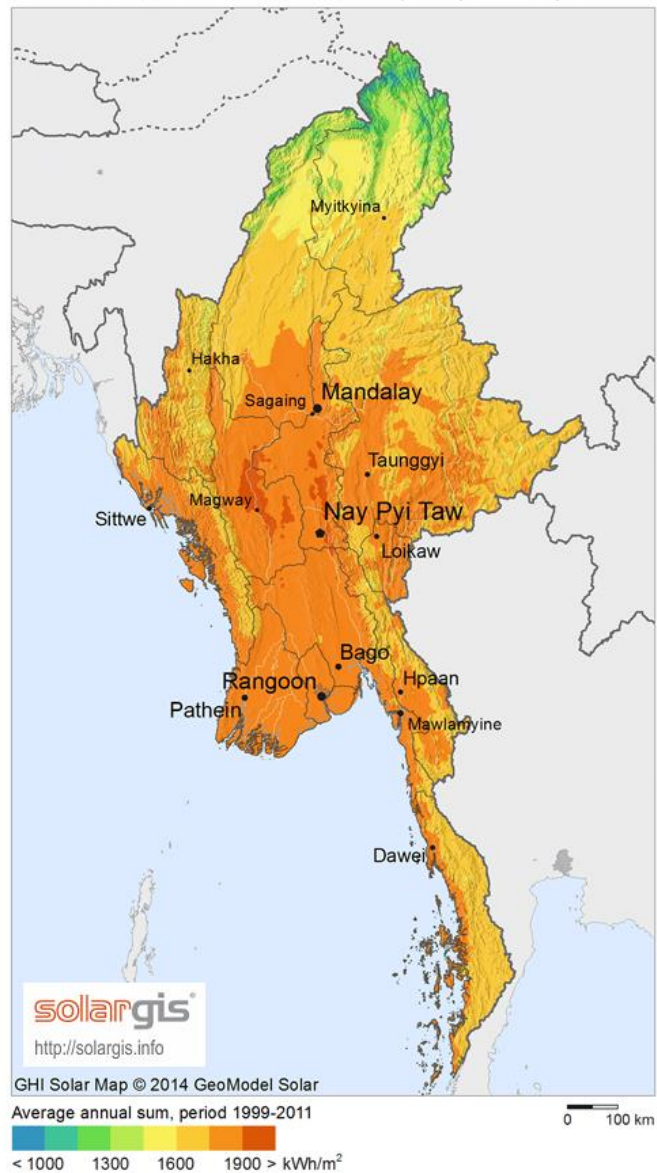 Myitkyina
Hakha
Mandalay
Sagaing
Taunggyi
Magway
Nay Pyi Taw
Sittwe
Loikaw
Bago
Rangoon
Hpaan
Pathein
Mawlamyine
Dawei
solargis
http://solargis.info
GHI Solar Map © 2014 GeoModel Solar
Average annual sum, period 1999-2011
0 100 km
< 1000 1300 1600 1900 > kWh/m²